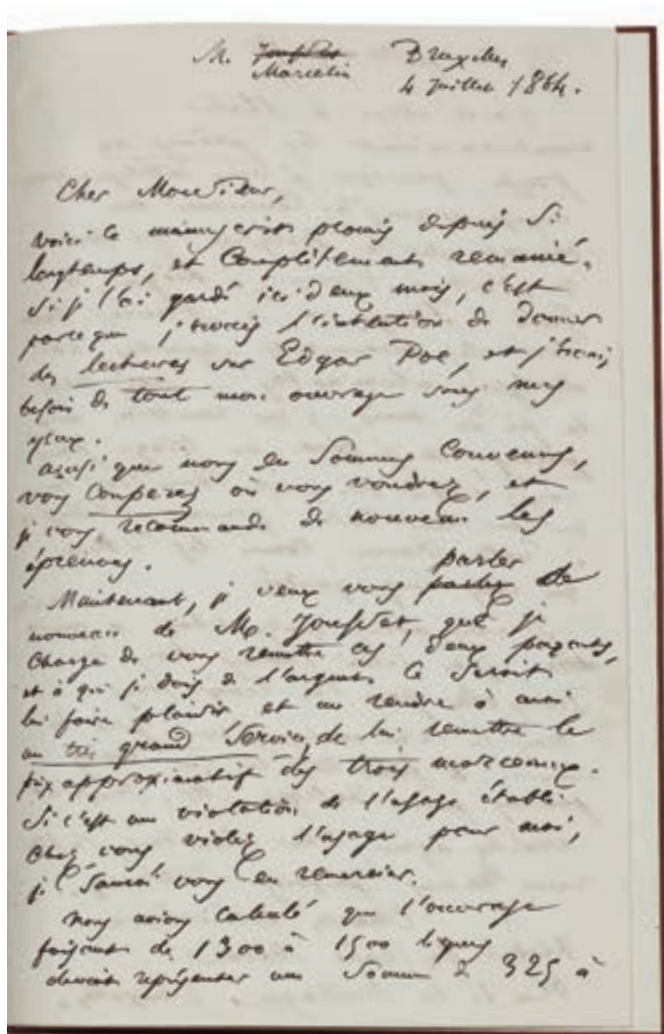 M. Jousset Bruxelles
Marcelin 4 Juillet 1864.
Cher Monsieur,
voici le manuscrit promis depuis si
longtemps, et complètement remanié.
Si je l'ai gardé ici deux mois, c'est
parce que j'avais l'intention de donner
des lectures sur Edgar Poe, et j'avais
besoin de tout mon ouvrage sous mes
yeux.
Ainsi que nous en sommes convenus,
vous couperez où vous voudrez, et
je vous recommande de nouveau les
épreuves.
parler
Maintenant, je veux vous parler de
nouveau de M. Jousset, que je
charge de vous remettre ces deux paquets,
et à qui je dois de l'argent. Ce serait
lui faire plaisir et me rendre à moi
un très grand service, de lui remettre le
prix approximatif des trois morceaux.
Si c'est une violation de l'usage établi
chez vous, violez l'usage pour moi,
je saurai vous en remercier.
Nous avions calculé que l'ouvrage
faisant de 1300 à 1500 lignes
devait représenter une somme de 325 à